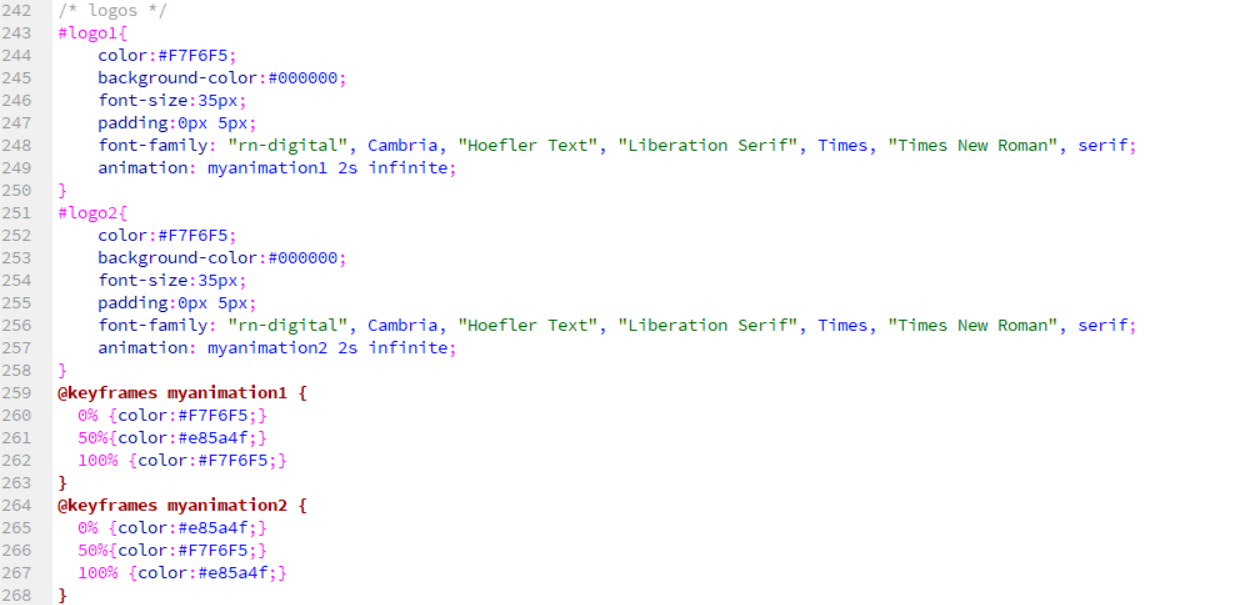 242 /* logos */
243 #logo1{
244     color:#F7F6F5;
245     background-color:#000000;
246     font-size:35px;
247     padding:0px 5px;
248     font-family: "rn-digital", Cambria, "Hoefler Text", "Liberation Serif", Times, "Times New Roman", serif;
249     animation: myanimation1 2s infinite;
250 }
251 #logo2{
252     color:#F7F6F5;
253     background-color:#000000;
254     font-size:35px;
255     padding:0px 5px;
256     font-family: "rn-digital", Cambria, "Hoefler Text", "Liberation Serif", Times, "Times New Roman", serif;
257     animation: myanimation2 2s infinite;
258 }
259 @keyframes myanimation1 {
260   0% {color:#F7F6F5;}
261   50%{color:#e85a4f;}
262   100% {color:#F7F6F5;}
263 }
264 @keyframes myanimation2 {
265   0% {color:#e85a4f;}
266   50%{color:#F7F6F5;}
267   100% {color:#e85a4f;}
268 }